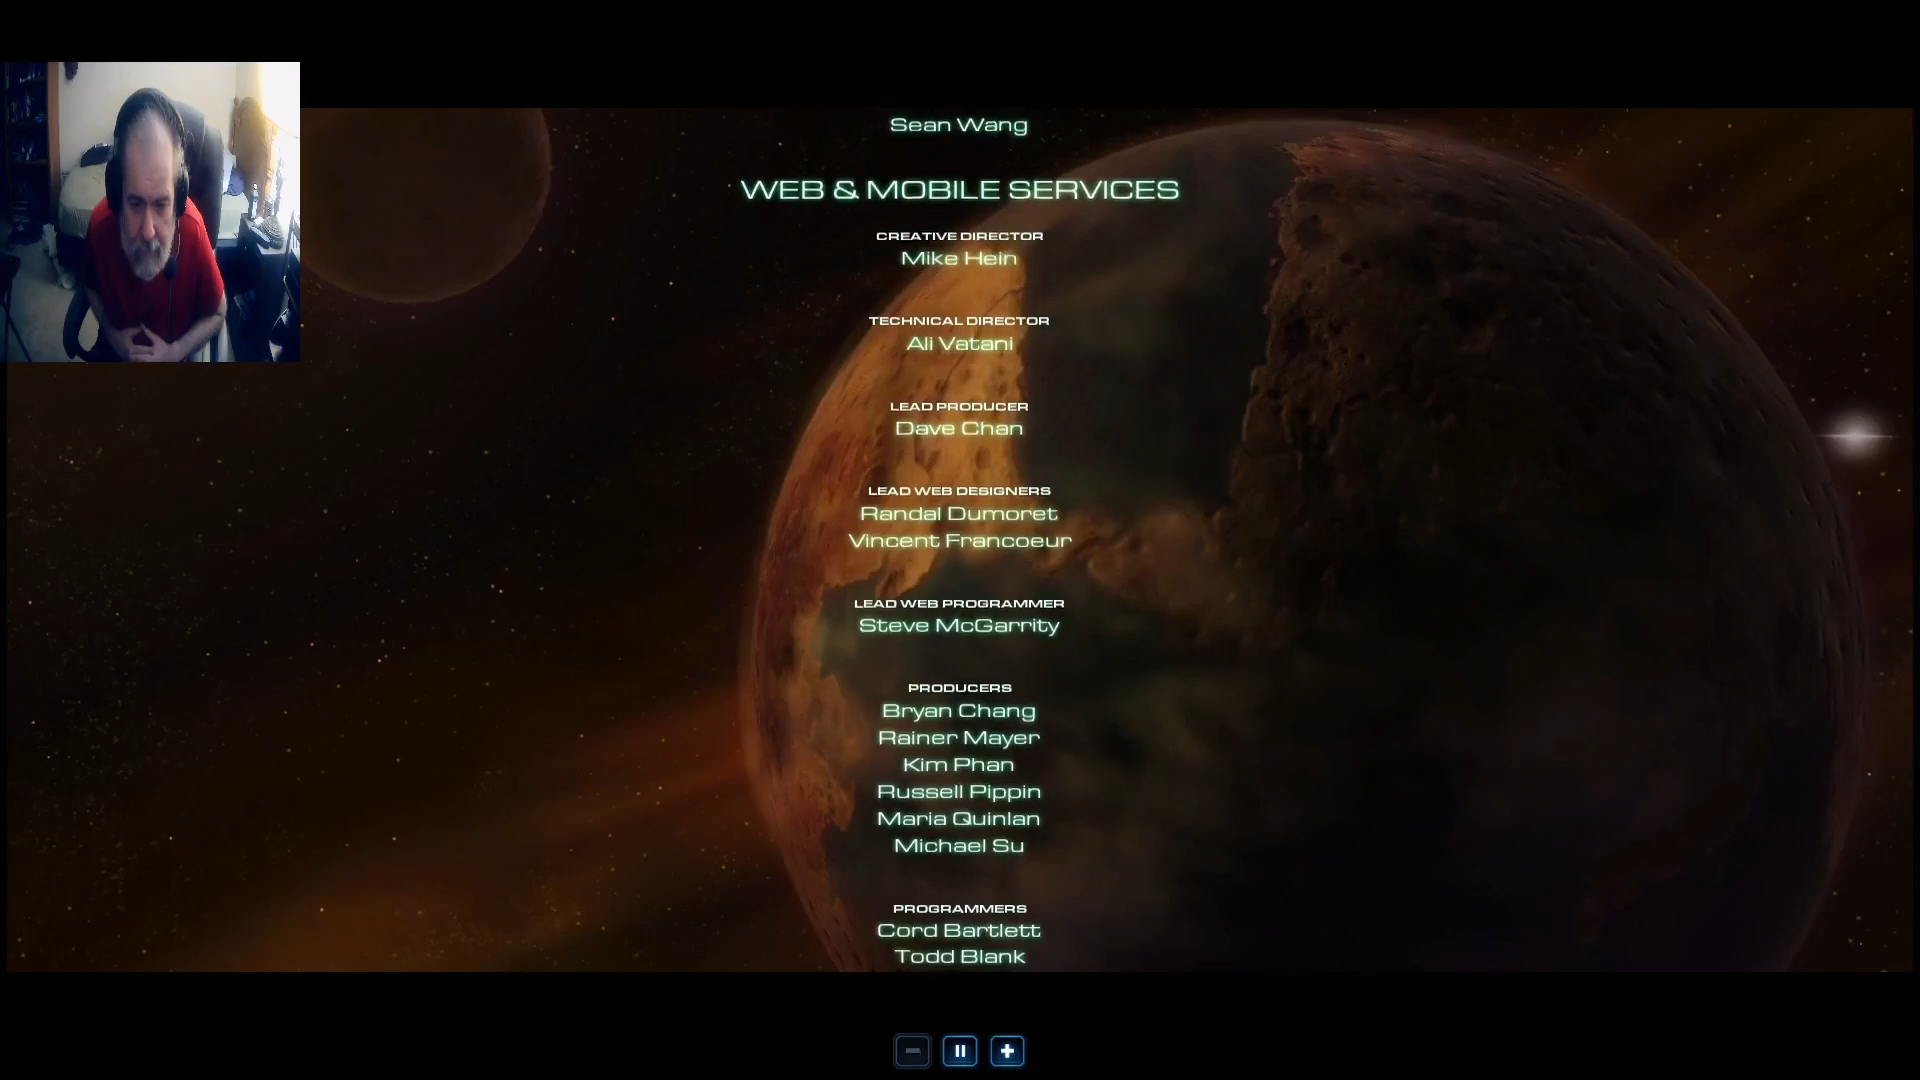 Sean Wang
WEB & MOBILE SERVICES
CREATIVE DIRECTOR
Mike Hein
TECHNICAL DIRECTOR
Ali Vatani
LEAD PRODUCER
Dave Chan
LEAD WEB DESIGNERS
Randal Dumoret
Vincent Francoeur
LEAD WEB PROGRAMMER
Steve McGarrity
PRODUCERS
Bryan Chang
Rainer Mayer
Kim Phan
Russell Pippin
Maria Quinlan
Michael Su
PROGRAMMERS
Cord Bartlett
Todd Blank